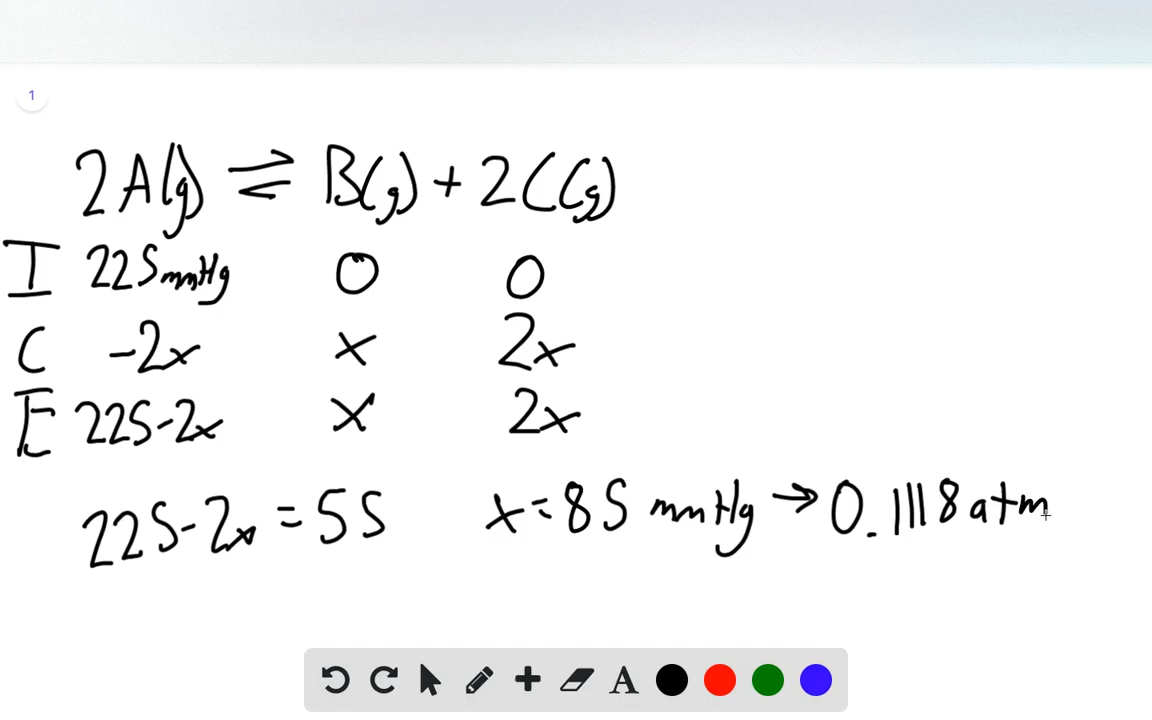 1
2A(g) ⇌ B(g) + 2C(g)
I 225mmHg 0 0
C -2x x 2x
E 225-2x x 2x
225-2x = 55 x = 85 mmHg → 0.1118 atm
A